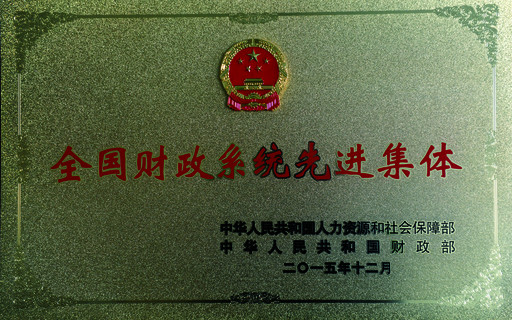 全国财政系统先进集体
中华人民共和国人力资源和社会保障部
中华人民共和国财政部
二〇一五年十二月